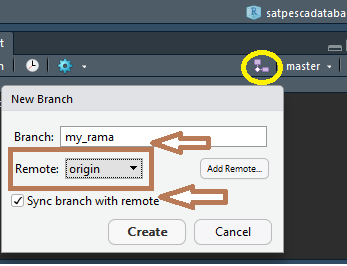 satpescadataba
t
n
master
New Branch
Branch: my_rama
Remote: origin
Add Remote...
Sync branch with remote
Create Cancel